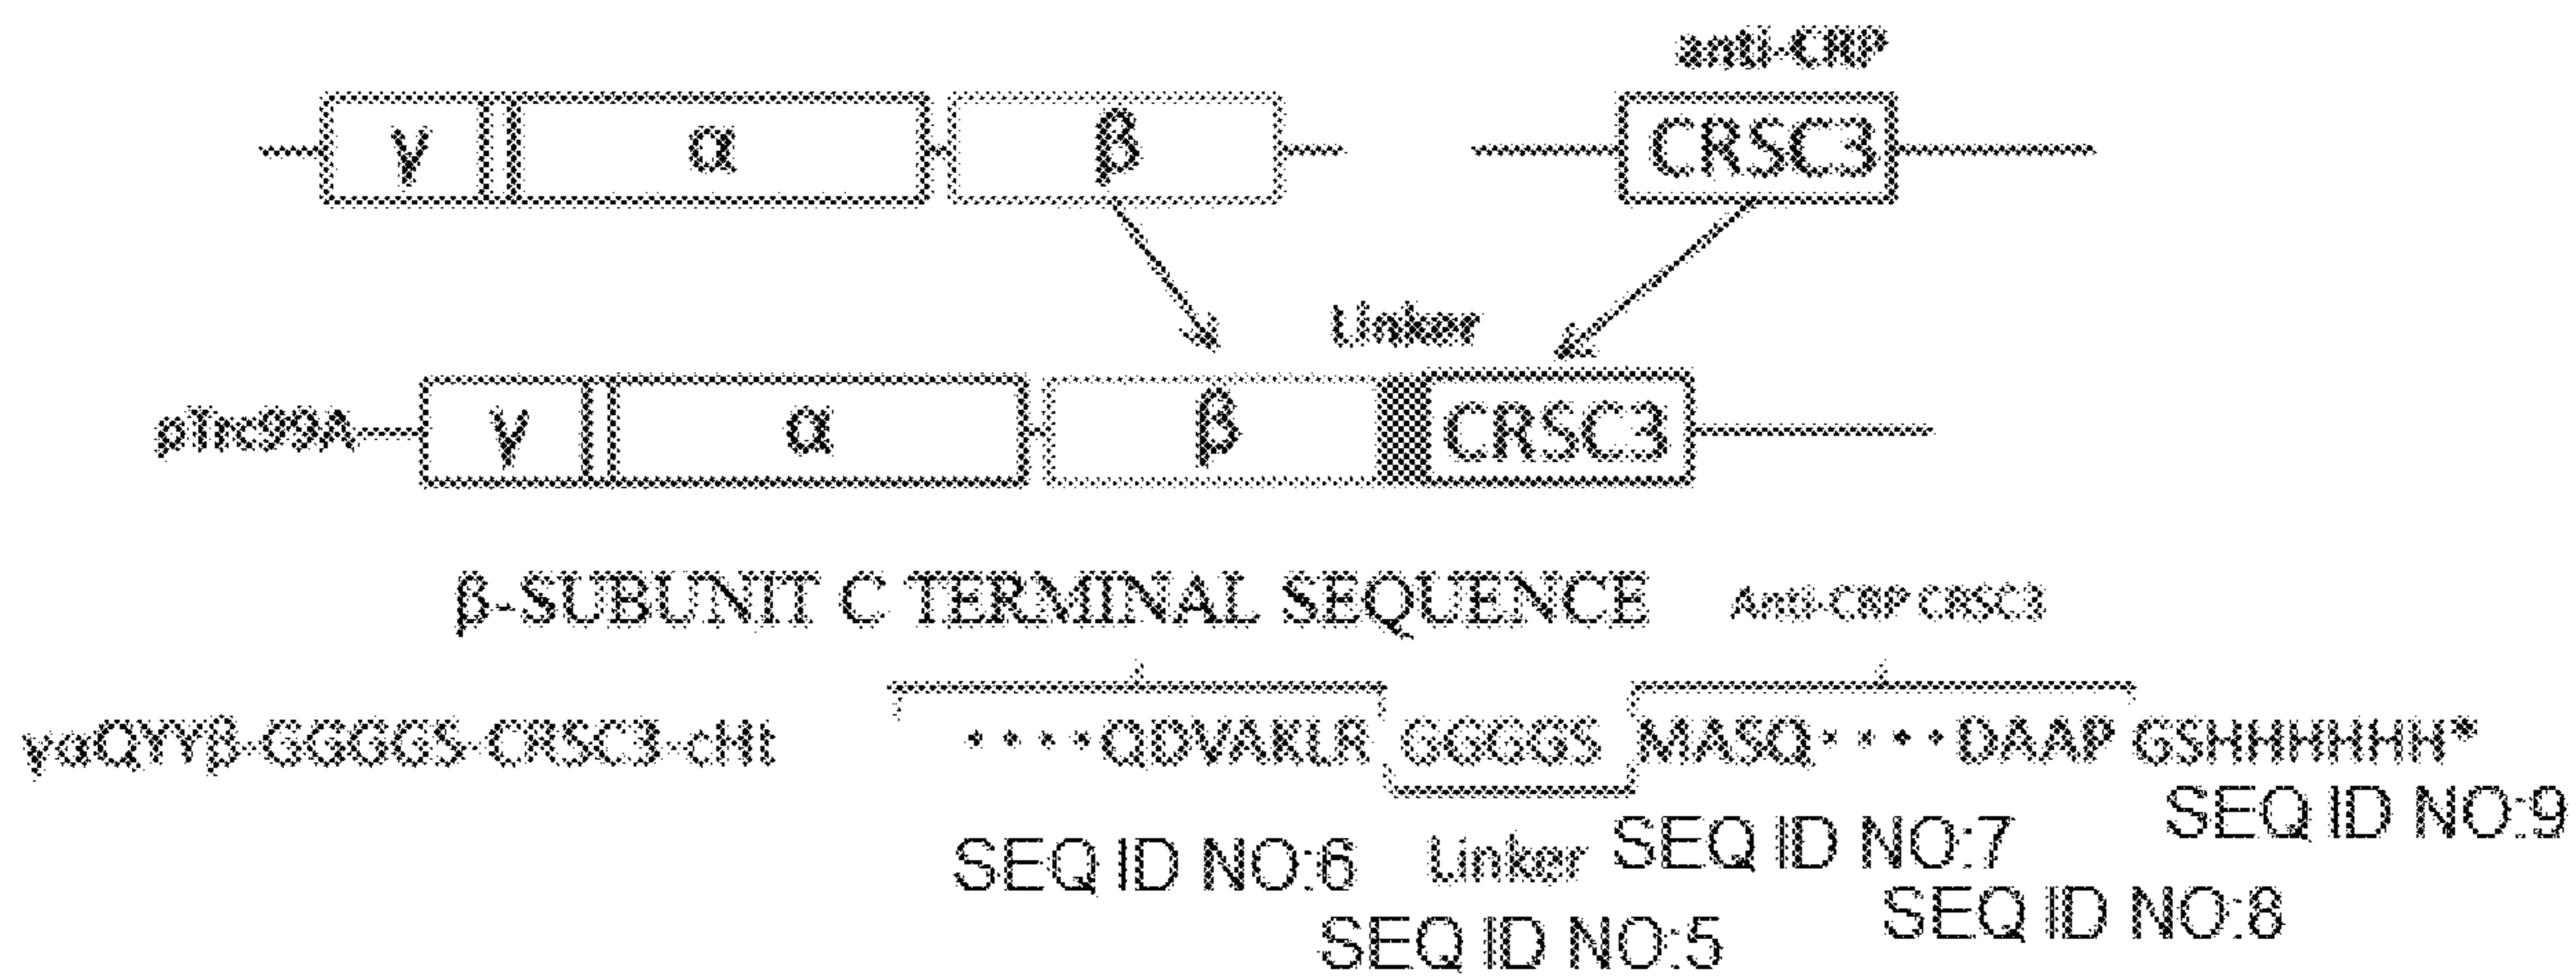 anti-CRP
γ α β CRSC3
Linker
pTrc99A γ α β CRSC3
β-SUBUNIT C TERMINAL SEQUENCE Anti-CRP CRSC3
γαQYYβ-GGGGS-CRSC3-cHt ····QDVAKLR GGGGS MASQ····DAAP GSHHHHHH*
SEQ ID NO:9
SEQ ID NO:6 Linker SEQ ID NO:7
SEQ ID NO:5 SEQ ID NO:8